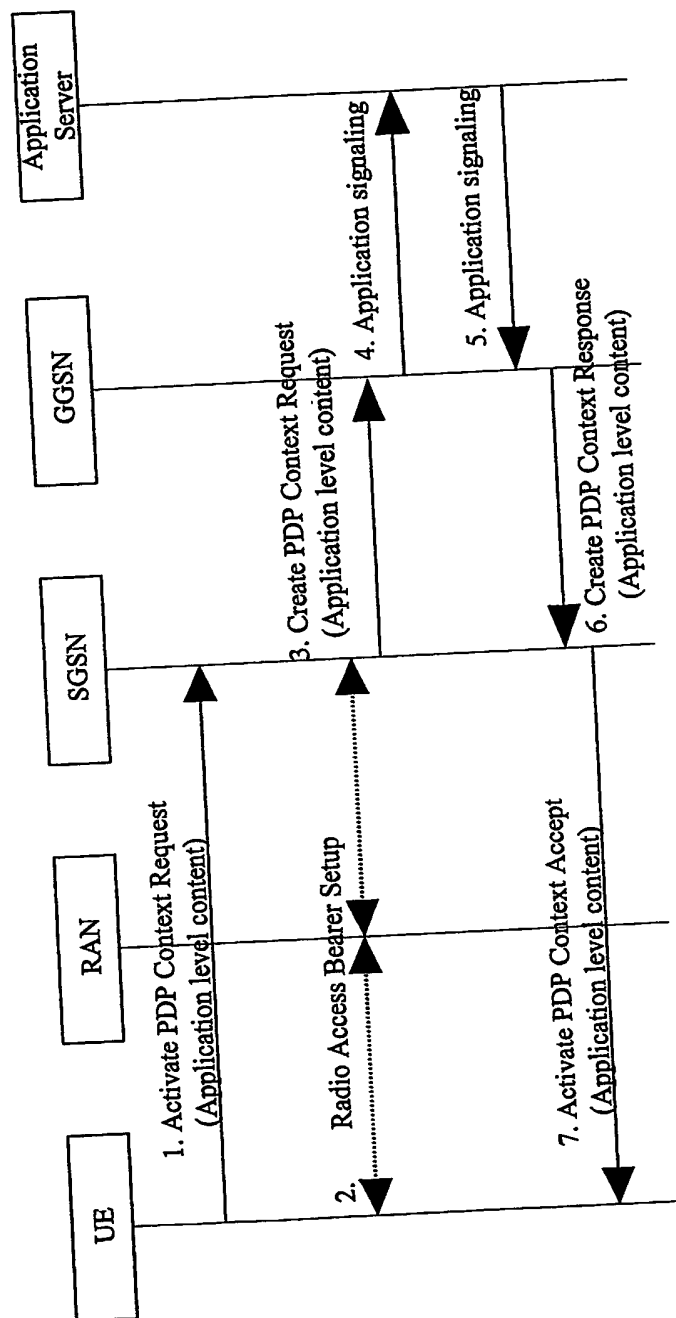 UE
RAN
SGSN
GGSN
Application
Server
1. Activate PDP Context Request
(Application level content)
2. Radio Access Bearer Setup
3. Create PDP Context Request
(Application level content)
4. Application signaling
5. Application signaling
6. Create PDP Context Response
(Application level content)
7. Activate PDP Context Accept
(Application level content)